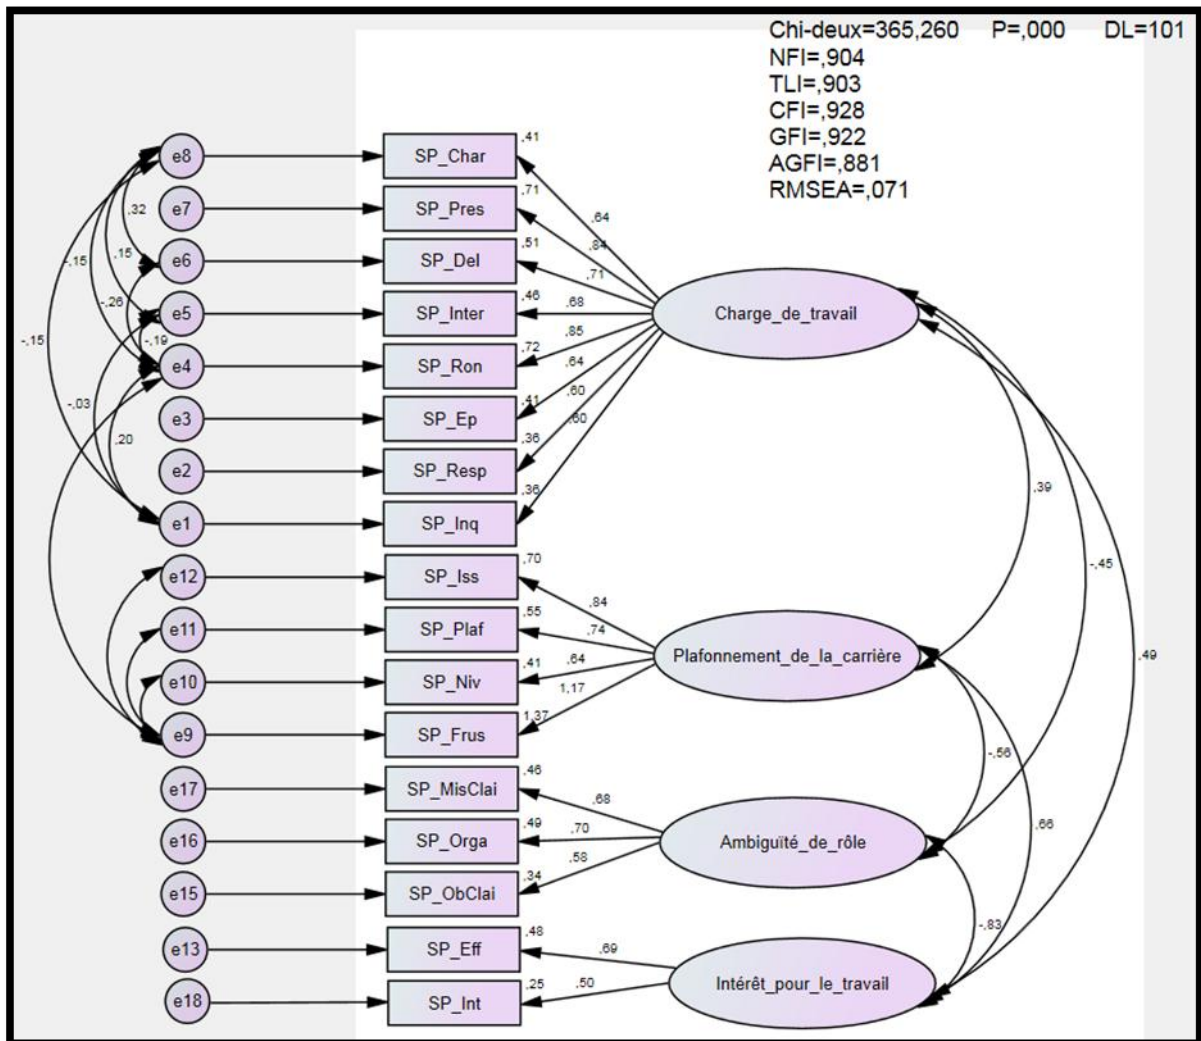 Chi-deux=365,260 P=,000 DL=101
NFI=,904
TLI=,903
CFI=,928
GFI=,922
AGFI=,881
RMSEA=,071
e8 SP_Char ,41
e7 SP_Pres ,71
e6 SP_Del ,51
e5 SP_Inter ,46
e4 SP_Ron ,72
e3 SP_Ep ,41
e2 SP_Resp ,36
e1 SP_Inq ,36
e12 SP_Iss ,70
e11 SP_Plaf ,55
e10 SP_Niv ,41
e9 SP_Frus 1,37
e17 SP_MisClai ,46
e16 SP_Orga ,49
e15 SP_ObClai ,34
e13 SP_Eff ,48
e18 SP_Int ,25
,32
,15
-,15
-,26
-,19
-,15
-,03
,20
,64
,84
,71
,68
,85
,64
,60
,60
Charge_de_travail
,84
,74
,64
1,17
Plafonnement_de_la_carrière
,68
,70
,58
Ambiguïté_de_rôle
,69
,50
Intérêt_pour_le_travail
,39
-,45
,49
-,56
,66
-,83